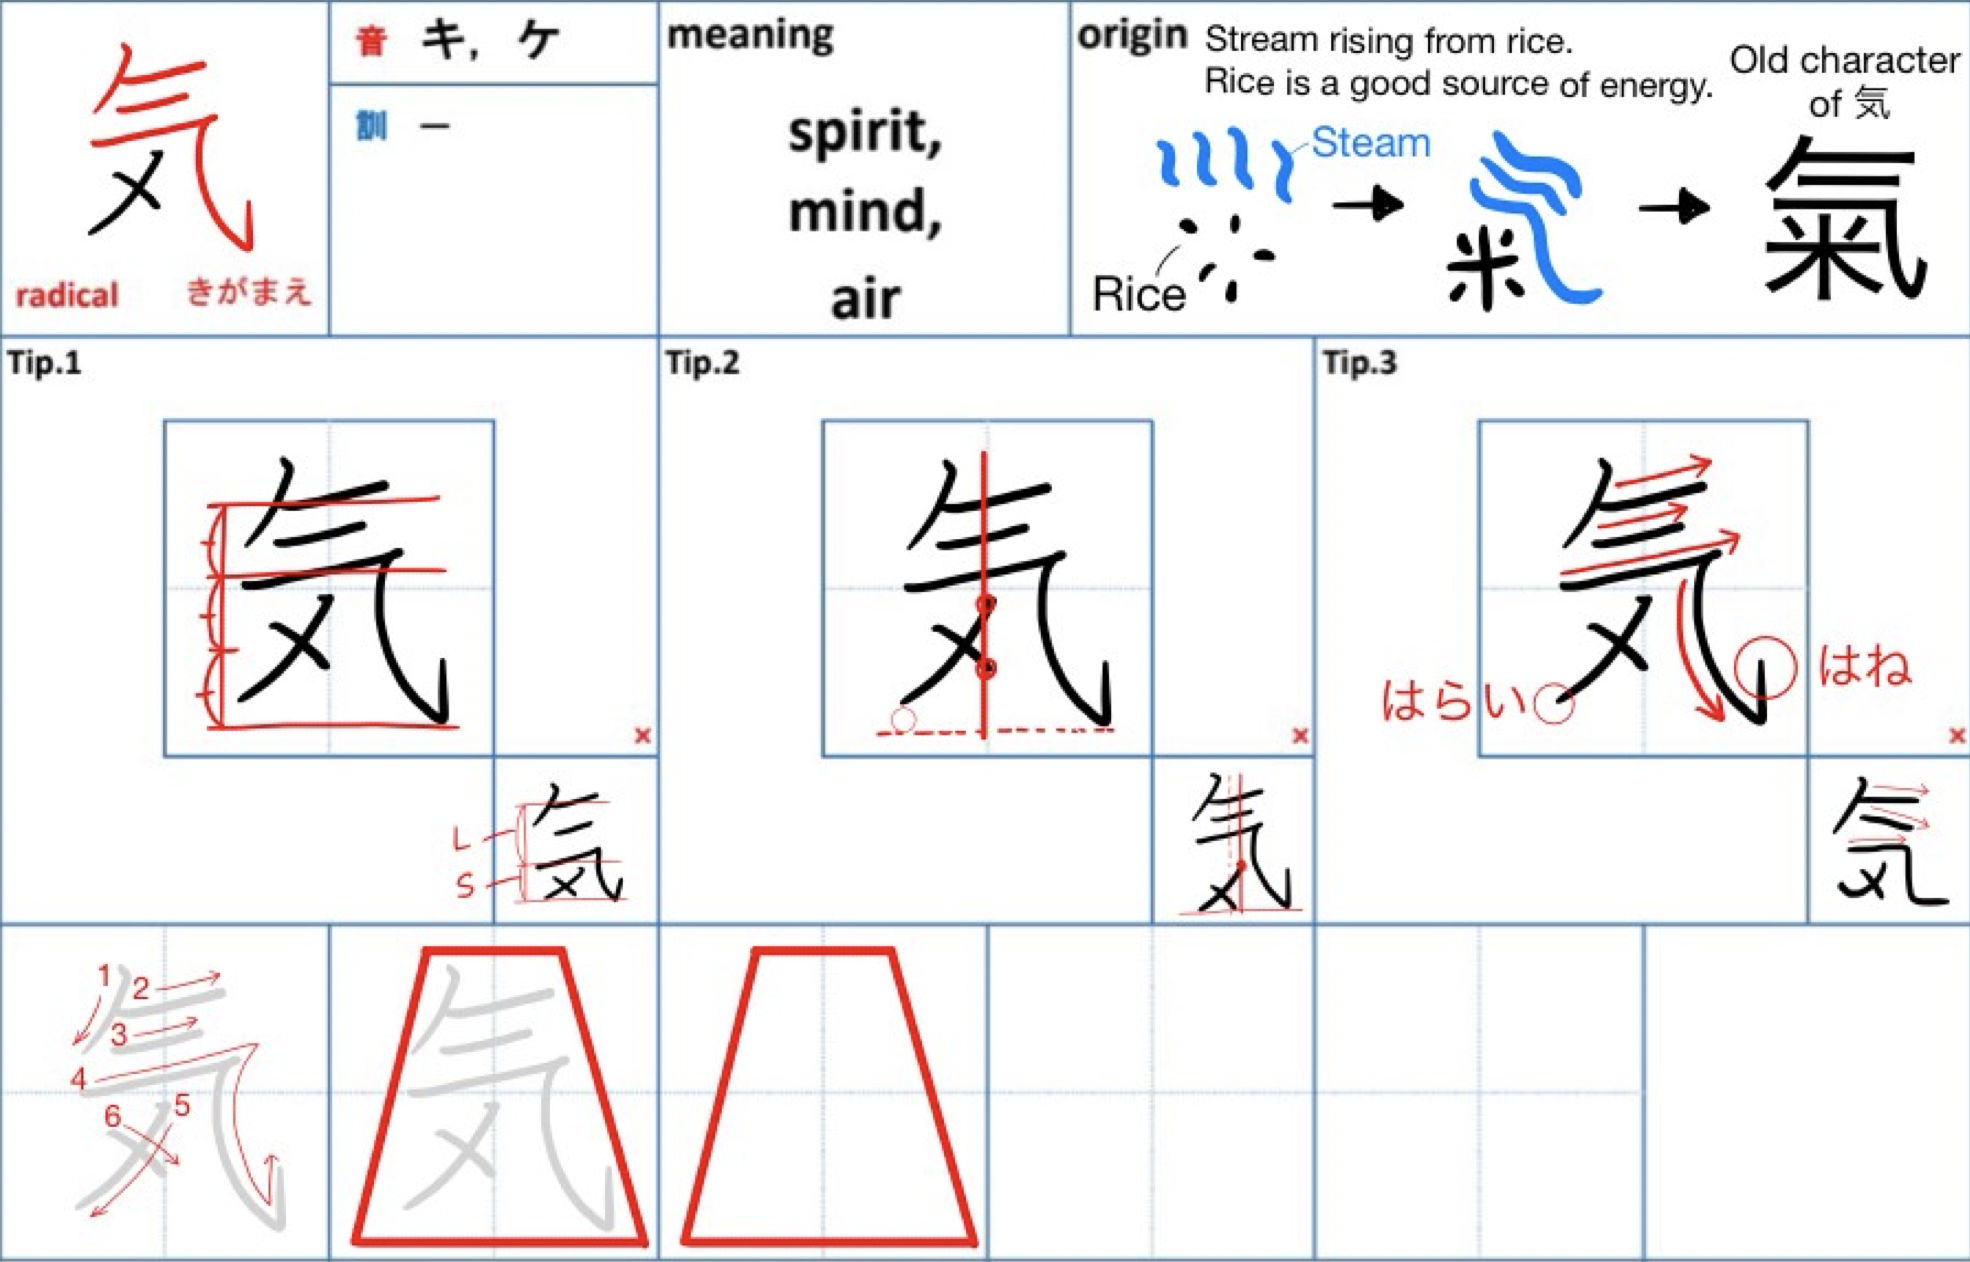 気
radical きがまえ
音 キ, ケ
訓 —
meaning
spirit,
mind,
air
origin
Stream rising from rice.
Rice is a good source of energy.
Steam
Rice
米
Old character
of 気
氣
Tip.1
気
×
L
S
気
Tip.2
気
×
気
Tip.3
気
はらい
はね
×
気
1
2
3
4
5
6
気
気